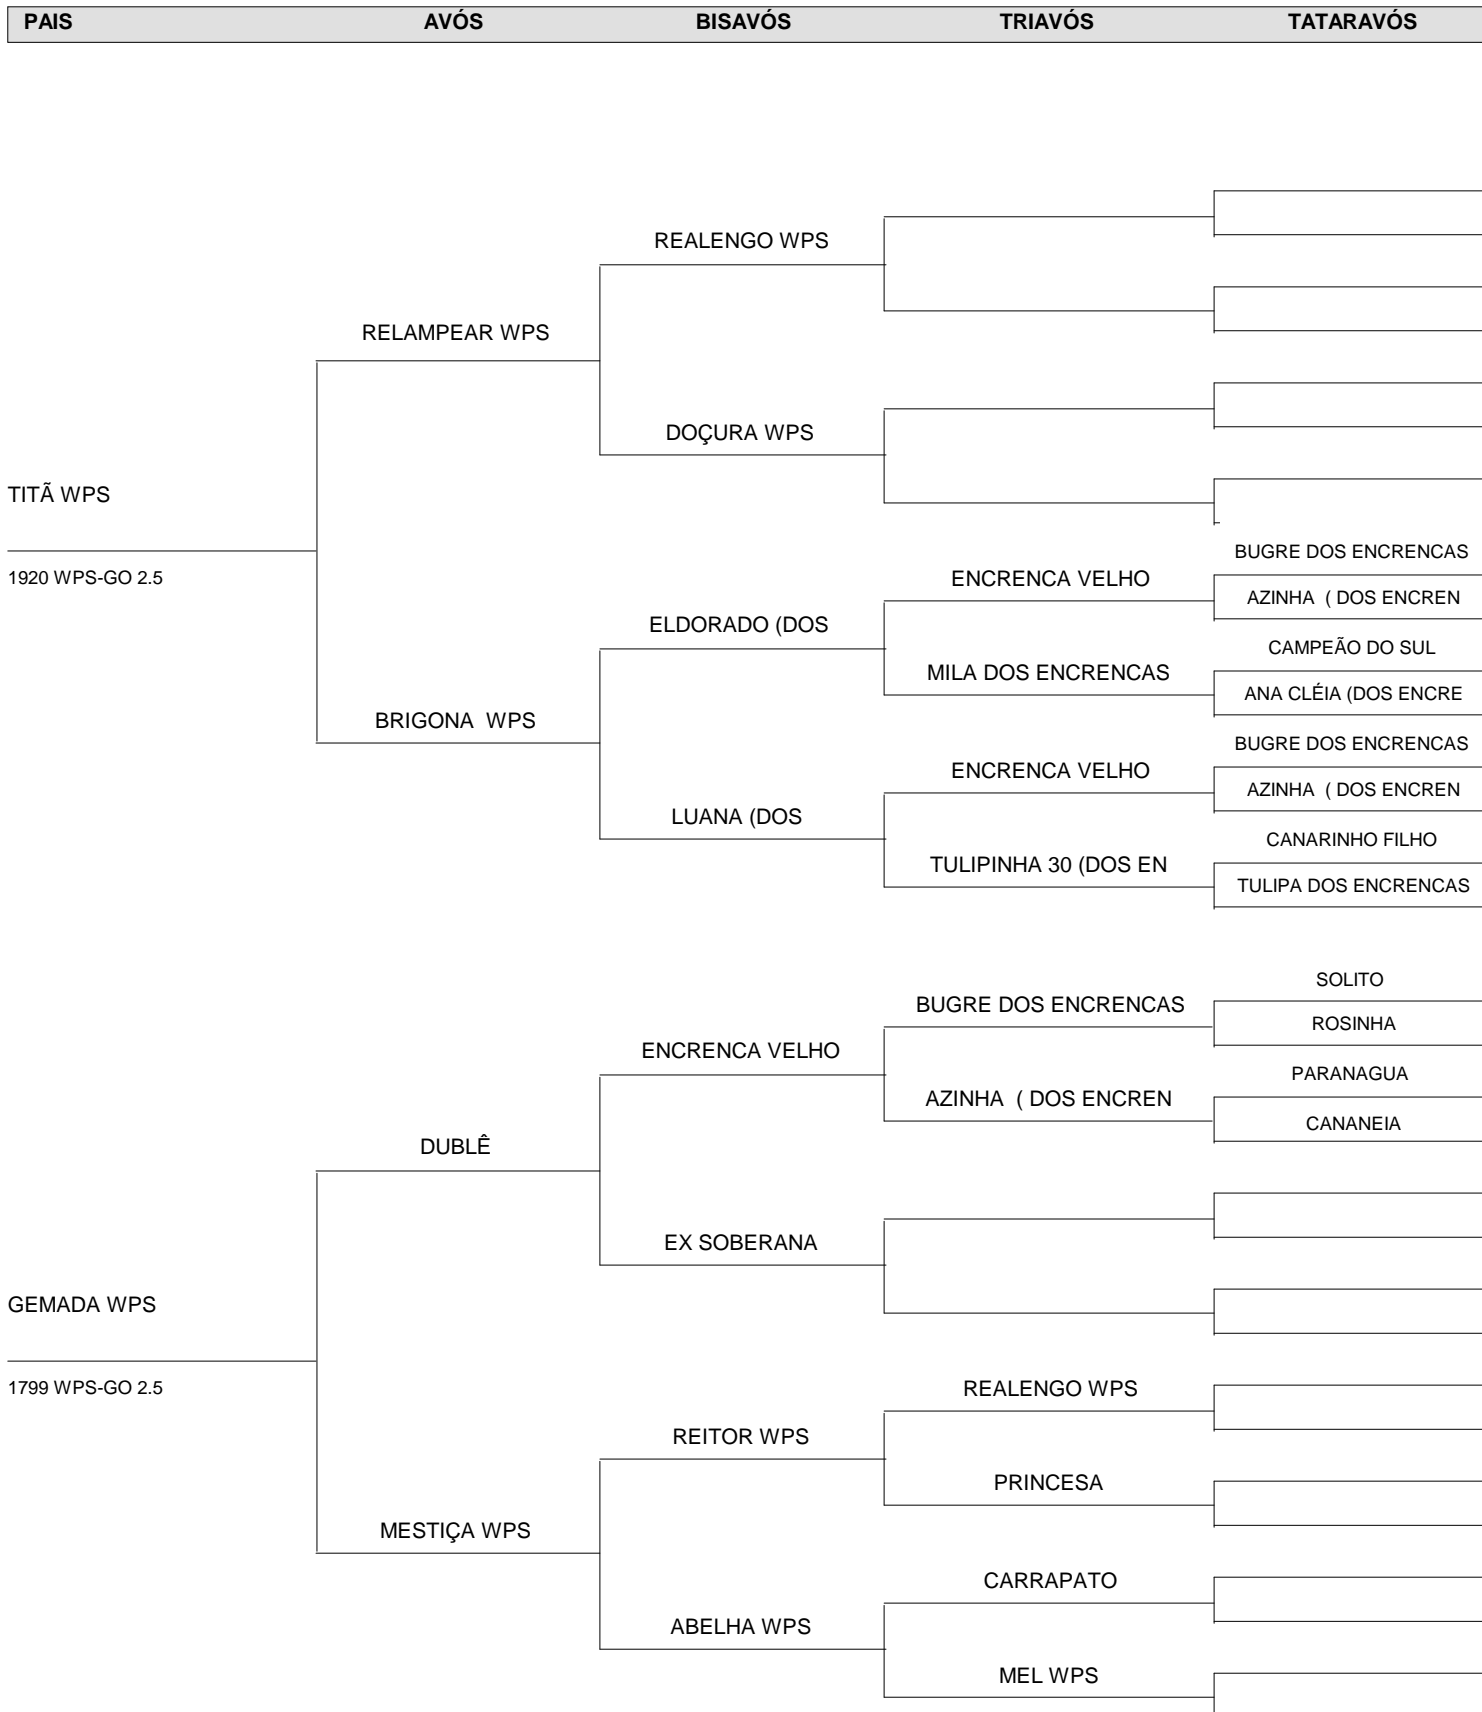 PAIS AVÓS BISAVÓS TRIAVÓS TATARAVÓS
REALENGO WPS
RELAMPEAR WPS
DOÇURA WPS
TITÃ WPS
1920 WPS-GO 2.5
BUGRE DOS ENCRENCAS
ENCRENCA VELHO
AZINHA ( DOS ENCREN
ELDORADO (DOS
CAMPEÃO DO SUL
MILA DOS ENCRENCAS
ANA CLÉIA (DOS ENCRE
BRIGONA WPS
BUGRE DOS ENCRENCAS
ENCRENCA VELHO
AZINHA ( DOS ENCREN
LUANA (DOS
CANARINHO FILHO
TULIPINHA 30 (DOS EN
TULIPA DOS ENCRENCAS
SOLITO
BUGRE DOS ENCRENCAS
ROSINHA
ENCRENCA VELHO
PARANAGUA
AZINHA ( DOS ENCREN
CANANEIA
DUBLÊ
EX SOBERANA
GEMADA WPS
1799 WPS-GO 2.5
REALENGO WPS
REITOR WPS
PRINCESA
MESTIÇA WPS
CARRAPATO
ABELHA WPS
MEL WPS